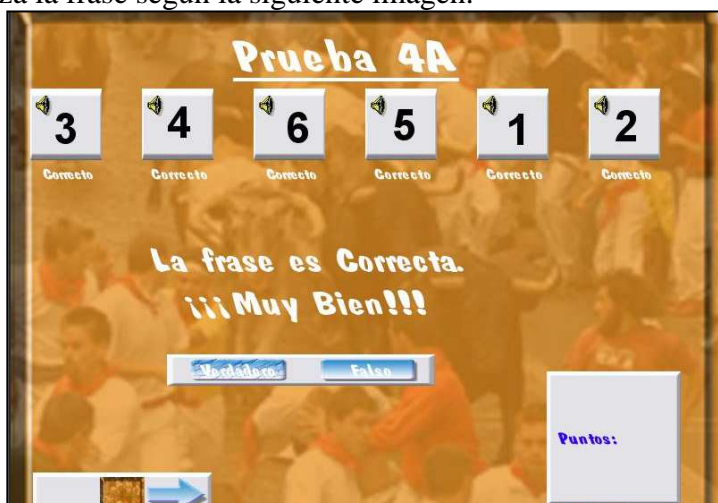 za la frase según la siguiente imagen:
Prueba 4A
3 4 6 5 1 2
Correcto Correcto Correcto Correcto Correcto Correcto
La frase es Correcta.
¡¡¡Muy Bien!!!
Verdadero Falso
Puntos: